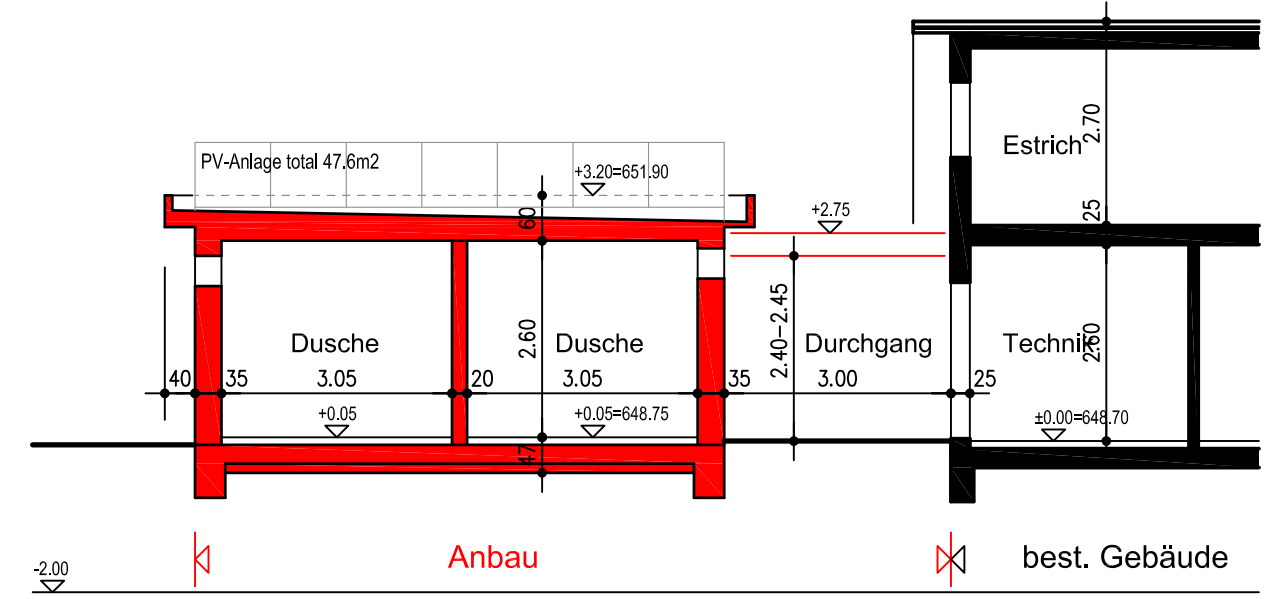 2.70
Estrich
PV-Anlage total 47.6m2
+3.20=651.90
+2.75
60
25
2.60
2.40–2.45
2.60
Dusche
Dusche
Durchgang
Technik
40
35
3.05
20
3.05
35
3.00
25
+0.05
+0.05=648.75
±0.00=648.70
47
Anbau
best. Gebäude
-2.00